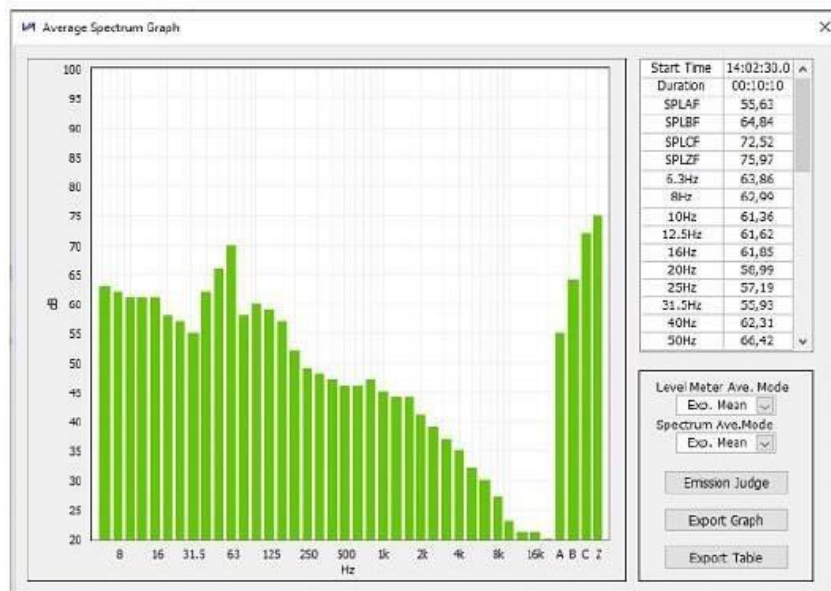 Average Spectrum Graph
100
95
90
85
80
75
70
65
60
55
50
45
40
35
30
25
20
dB
8 16 31.5 63 125 250 500 1k 2k 4k 8k 16k A B C Z
Hz
Start Time 14:02:30.0
Duration 00:10:10
SPLAF 55,63
SPLBF 64,84
SPLCF 72,52
SPLZF 75,97
6.3Hz 63,86
8Hz 62,99
10Hz 61,36
12.5Hz 61,62
16Hz 61,85
20Hz 58,99
25Hz 57,19
31.5Hz 55,93
40Hz 62,31
50Hz 66,42
Level Meter Ave. Mode
Exp. Mean
Spectrum Ave.Mode
Exp. Mean
Emission Judge
Export Graph
Export Table